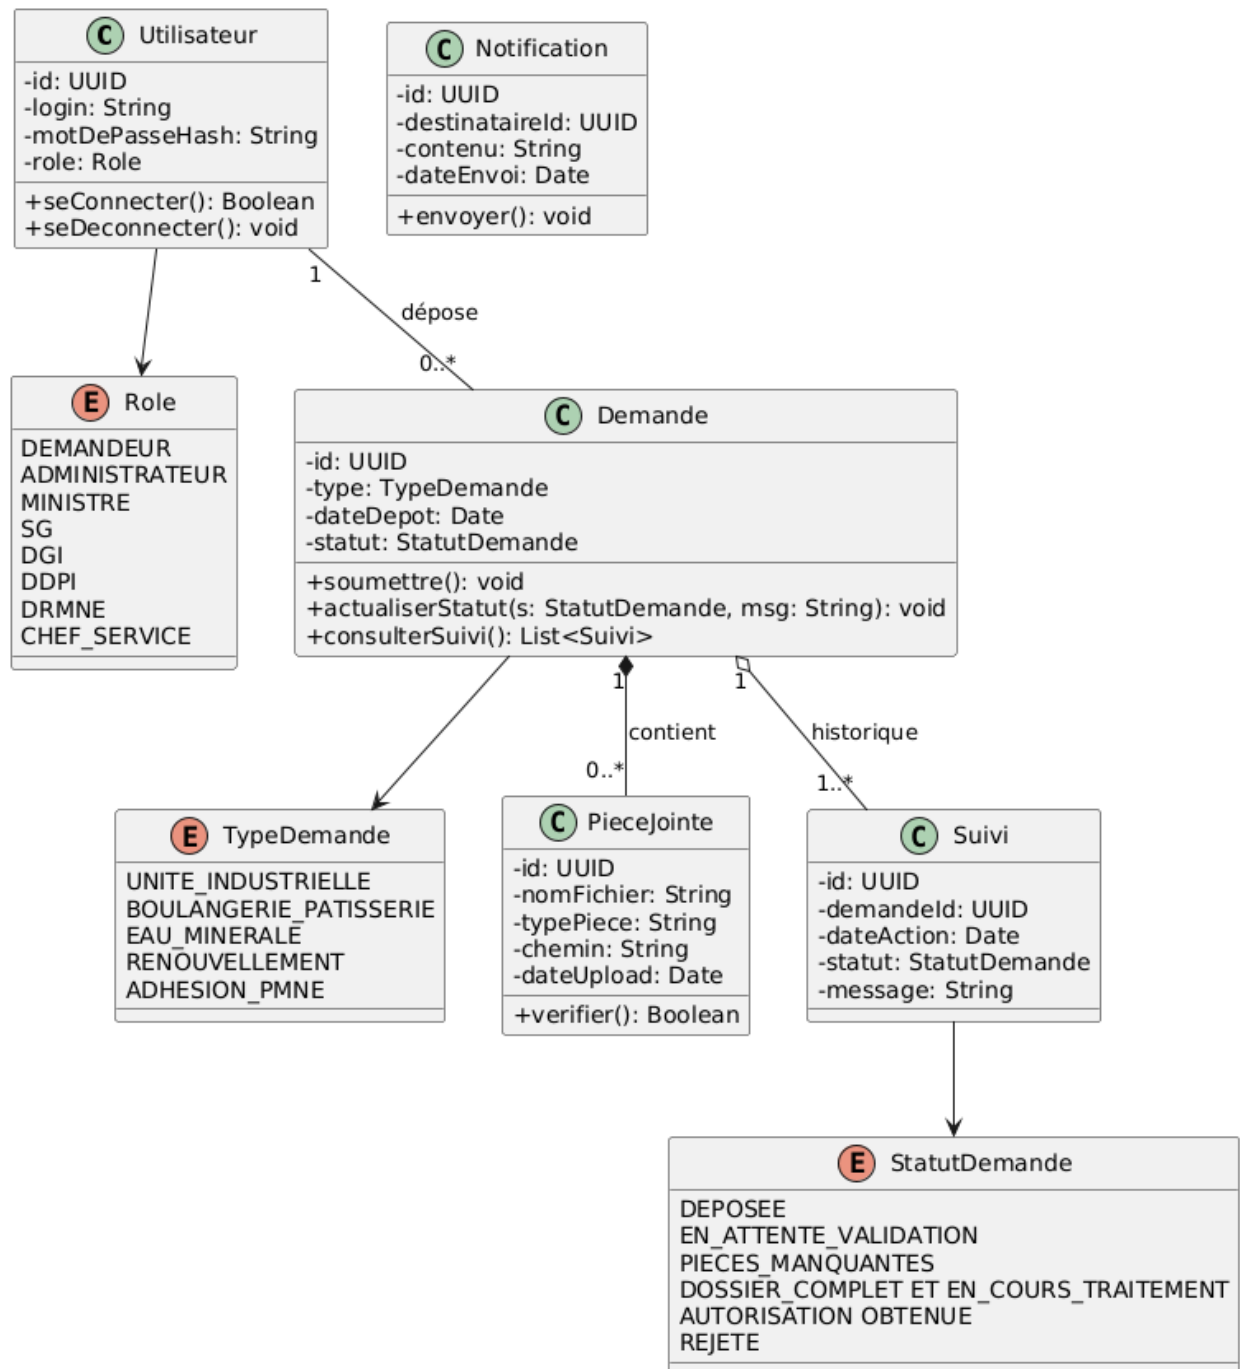 C Utilisateur
-id: UUID
-login: String
-motDePasseHash: String
-role: Role
+seConnecter(): Boolean
+seDeconnecter(): void
C Notification
-id: UUID
-destinataireId: UUID
-contenu: String
-dateEnvoi: Date
+envoyer(): void
1
dépose
0..*
E Role
DEMANDEUR
ADMINISTRATEUR
MINISTRE
SG
DGI
DDPI
DRMNE
CHEF_SERVICE
C Demande
-id: UUID
-type: TypeDemande
-dateDepot: Date
-statut: StatutDemande
+soumettre(): void
+actualiserStatut(s: StatutDemande, msg: String): void
+consulterSuivi(): List<Suivi>
1
contient
0..*
1
historique
1..*
E TypeDemande
UNITE_INDUSTRIELLE
BOULANGERIE_PATISSERIE
EAU_MINERALE
RENOUVELLEMENT
ADHESION_PMNE
C PieceJointe
-id: UUID
-nomFichier: String
-typePiece: String
-chemin: String
-dateUpload: Date
+verifier(): Boolean
C Suivi
-id: UUID
-demandeId: UUID
-dateAction: Date
-statut: StatutDemande
-message: String
E StatutDemande
DEPOSEE
EN_ATTENTE_VALIDATION
PIECES_MANQUANTES
DOSSIER_COMPLET ET EN_COURS_TRAITEMENT
AUTORISATION OBTENUE
REJETE